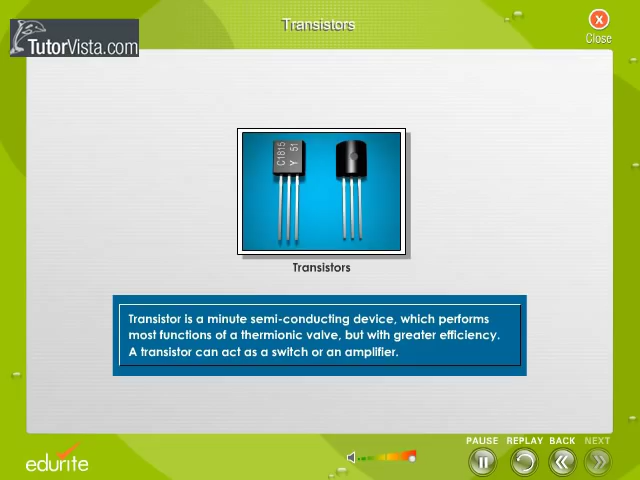 Transistors
Close
TutorVista.com
C1815
Y 51
Transistors
Transistor is a minute semi-conducting device, which performs
most functions of a thermionic valve, but with greater efficiency.
A transistor can act as a switch or an amplifier.
PAUSE REPLAY BACK NEXT
edurite